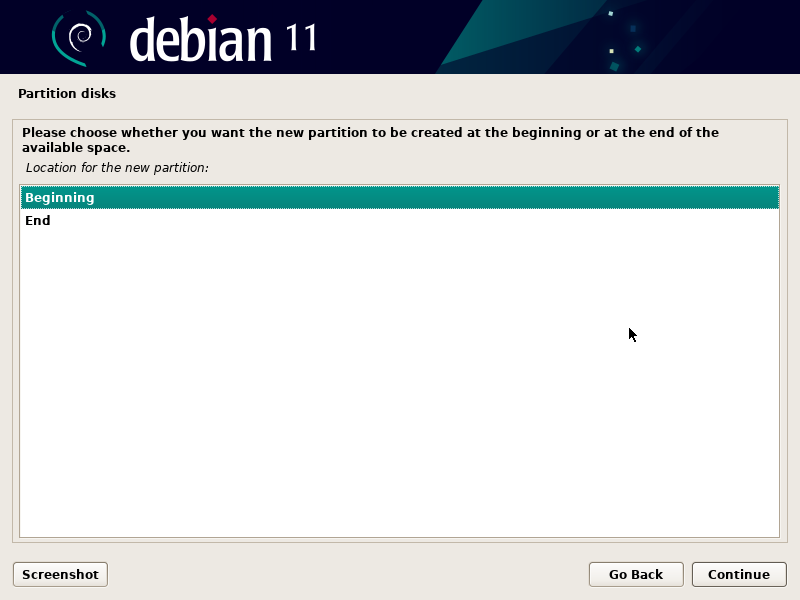 debian 11
Partition disks
Please choose whether you want the new partition to be created at the beginning or at the end of the
available space.
Location for the new partition:
Beginning
End
Screenshot
Go Back
Continue